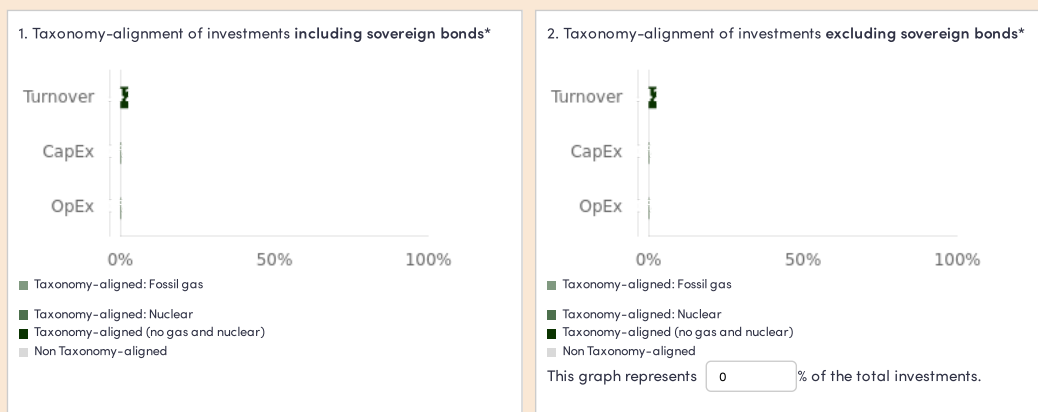 1. Taxonomy-alignment of investments including sovereign bonds*
Turnover
CapEx
OpEx
0% 50% 100%
Taxonomy-aligned: Fossil gas
Taxonomy-aligned: Nuclear
Taxonomy-aligned (no gas and nuclear)
Non Taxonomy-aligned
2. Taxonomy-alignment of investments excluding sovereign bonds*
Turnover
CapEx
OpEx
0% 50% 100%
Taxonomy-aligned: Fossil gas
Taxonomy-aligned: Nuclear
Taxonomy-aligned (no gas and nuclear)
Non Taxonomy-aligned
This graph represents 0 % of the total investments.